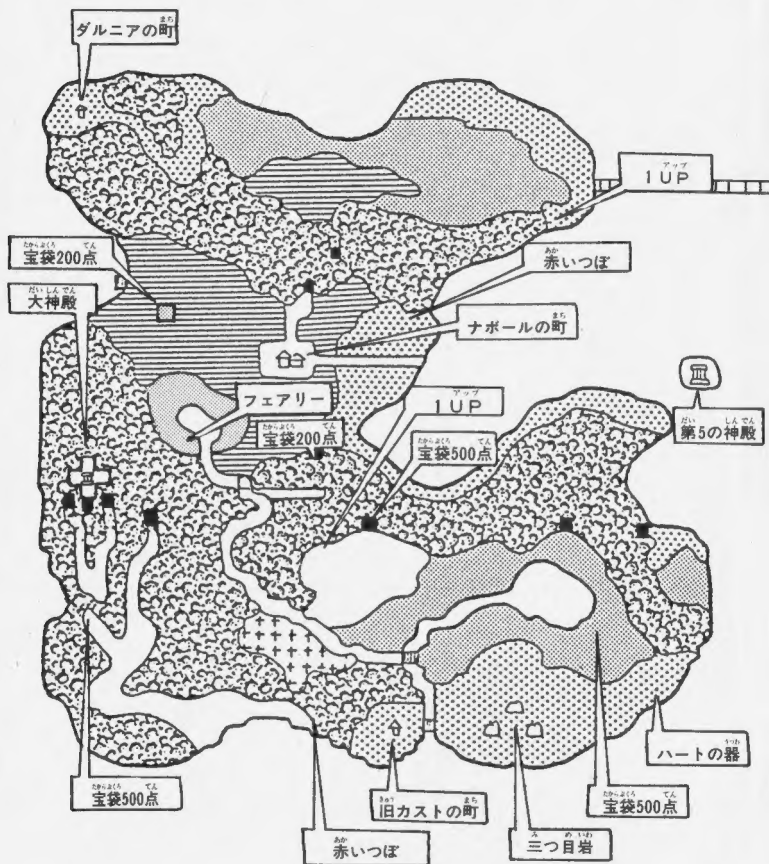 ダルニアの町
1UP
宝袋200点
赤いつぼ
大神殿
ナボールの町
フェアリー
1UP
宝袋200点
宝袋500点
第5の神殿
宝袋500点
旧カストの町
赤いつぼ
三つ目岩
宝袋500点
ハートの器